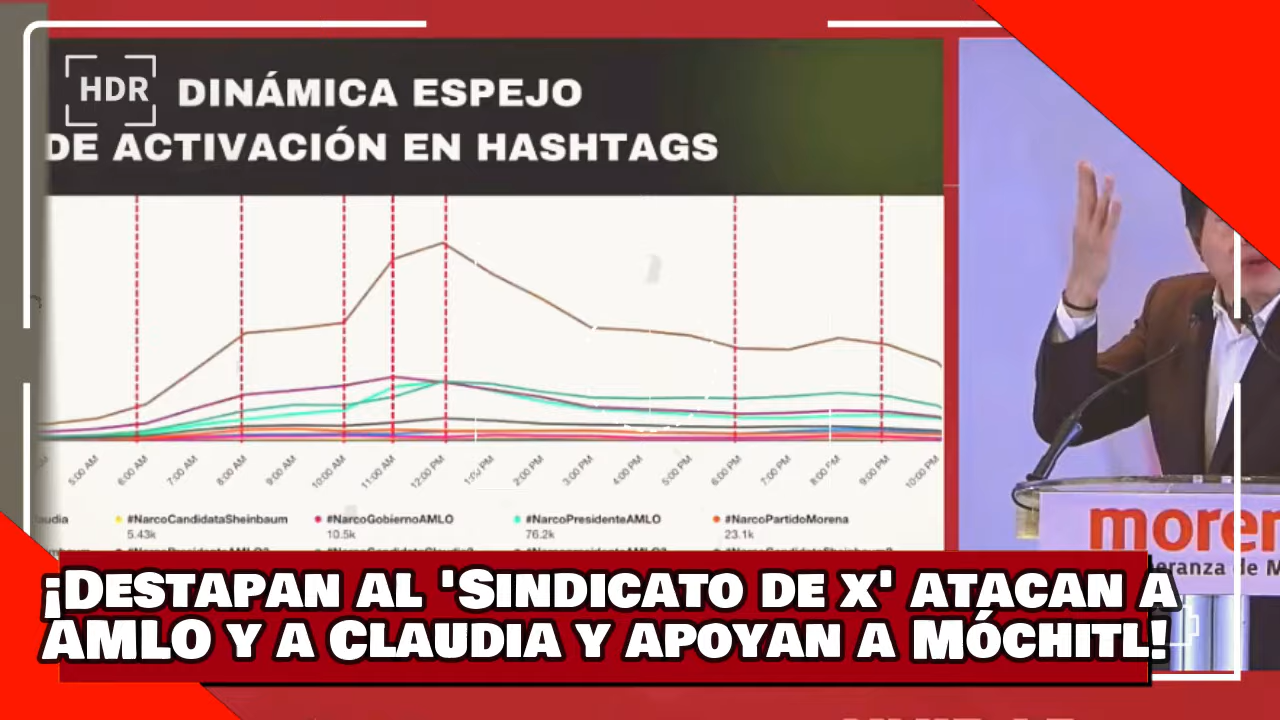 HDR
DINÁMICA ESPEJO
DE ACTIVACIÓN EN HASHTAGS
5:00 AM
6:00 AM
7:00 AM
8:00 AM
9:00 AM
10:00 AM
11:00 AM
12:00 PM
2:00 PM
3:00 PM
4:00 PM
5:00 PM
6:00 PM
7:00 PM
8:00 PM
9:00 PM
10:00 PM
#NarcoCandidataSheinbaum
5.43k
#NarcoGobiernoAMLO
10.5k
#NarcoPresidenteAMLO
76.2k
#NarcoPartidoMorena
23.1k
moren
eranza de M
¡DESTAPAN AL 'SINDICATO DE X' ATACAN A
AMLO Y A CLAUDIA Y APOYAN A MÓCHITL!